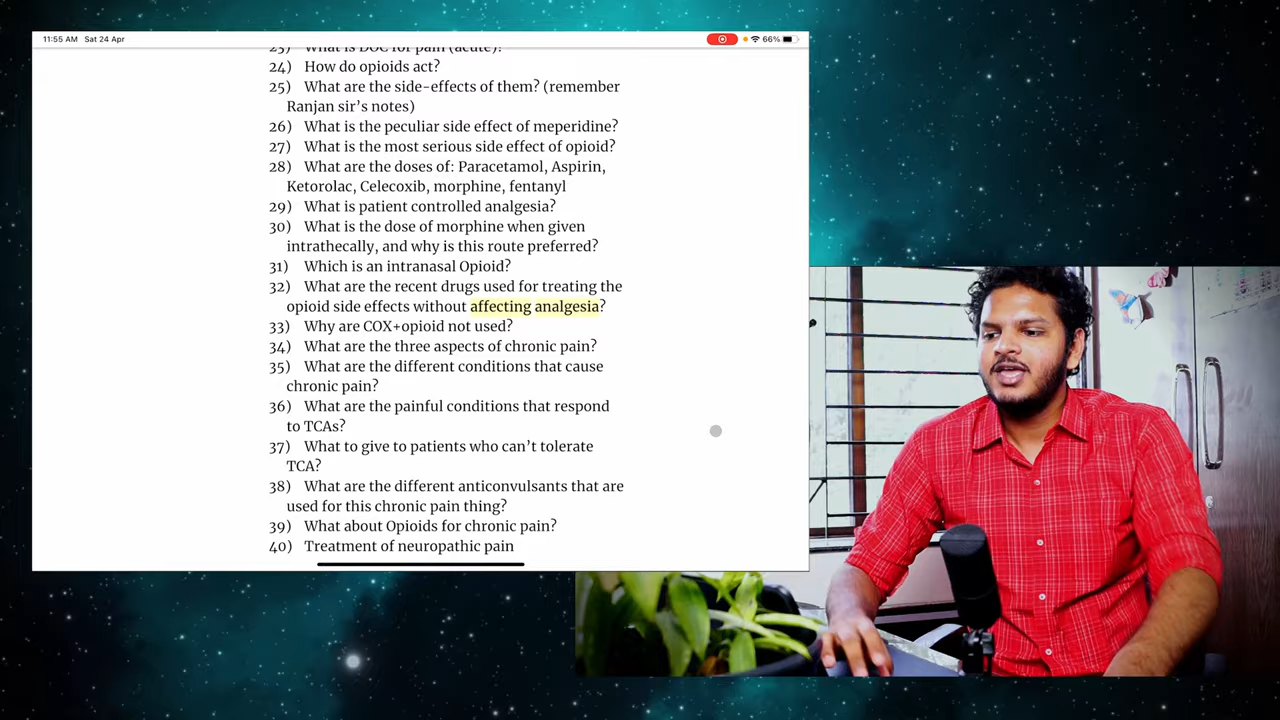 11:55 AM Sat 24 Apr
66%
23) What is DOC for pain (acute)?
24) How do opioids act?
25) What are the side-effects of them? (remember
Ranjan sir’s notes)
26) What is the peculiar side effect of meperidine?
27) What is the most serious side effect of opioid?
28) What are the doses of: Paracetamol, Aspirin,
Ketorolac, Celecoxib, morphine, fentanyl
29) What is patient controlled analgesia?
30) What is the dose of morphine when given
intrathecally, and why is this route preferred?
31) Which is an intranasal Opioid?
32) What are the recent drugs used for treating the
opioid side effects without affecting analgesia?
33) Why are COX+opioid not used?
34) What are the three aspects of chronic pain?
35) What are the different conditions that cause
chronic pain?
36) What are the painful conditions that respond
to TCAs?
37) What to give to patients who can’t tolerate
TCA?
38) What are the different anticonvulsants that are
used for this chronic pain thing?
39) What about Opioids for chronic pain?
40) Treatment of neuropathic pain